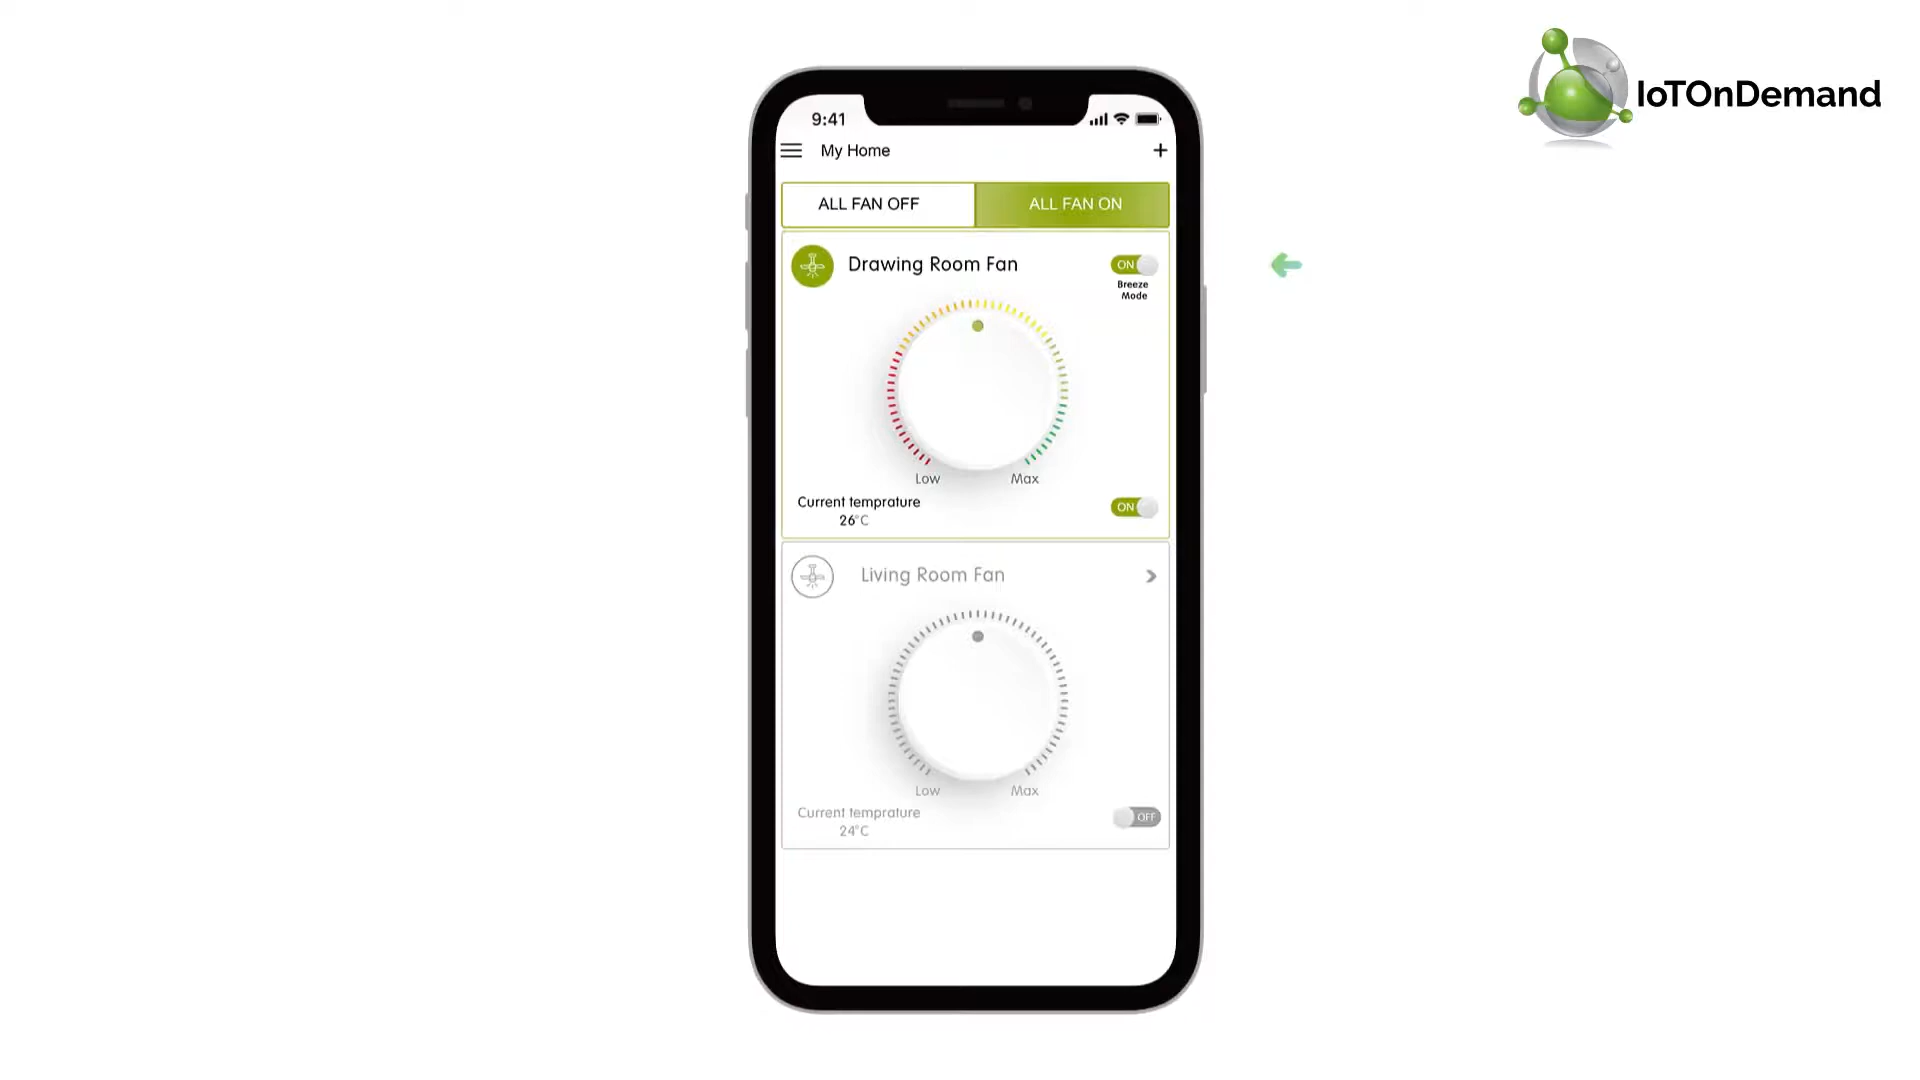 IoTOnDemand
9:41
My Home
+
ALL FAN OFF
ALL FAN ON
Drawing Room Fan
ON
Breeze
Mode
Low
Max
Current temprature
26°C
ON
Living Room Fan
Low
Max
Current temprature
24°C
OFF